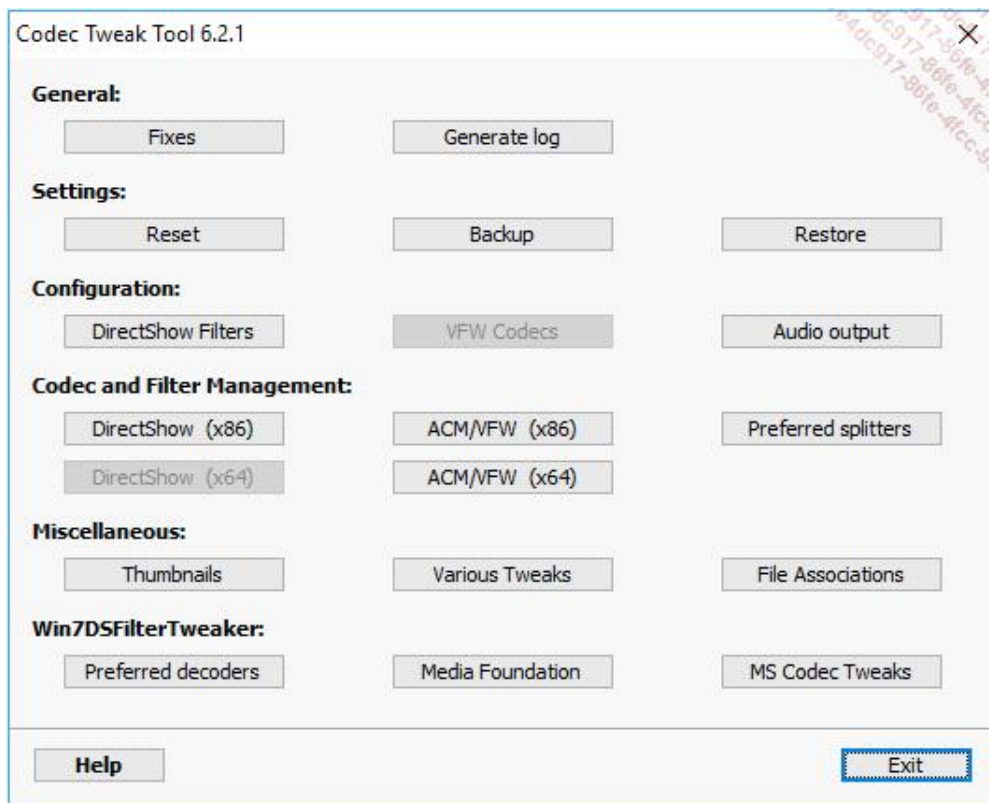 Codec Tweak Tool 6.2.1
General:
Fixes Generate log
Settings:
Reset Backup Restore
Configuration:
DirectShow Filters VFW Codecs Audio output
Codec and Filter Management:
DirectShow (x86) ACM/VFW (x86) Preferred splitters
DirectShow (x64) ACM/VFW (x64)
Miscellaneous:
Thumbnails Various Tweaks File Associations
Win7DSFilterTweaker:
Preferred decoders Media Foundation MS Codec Tweaks
Help Exit